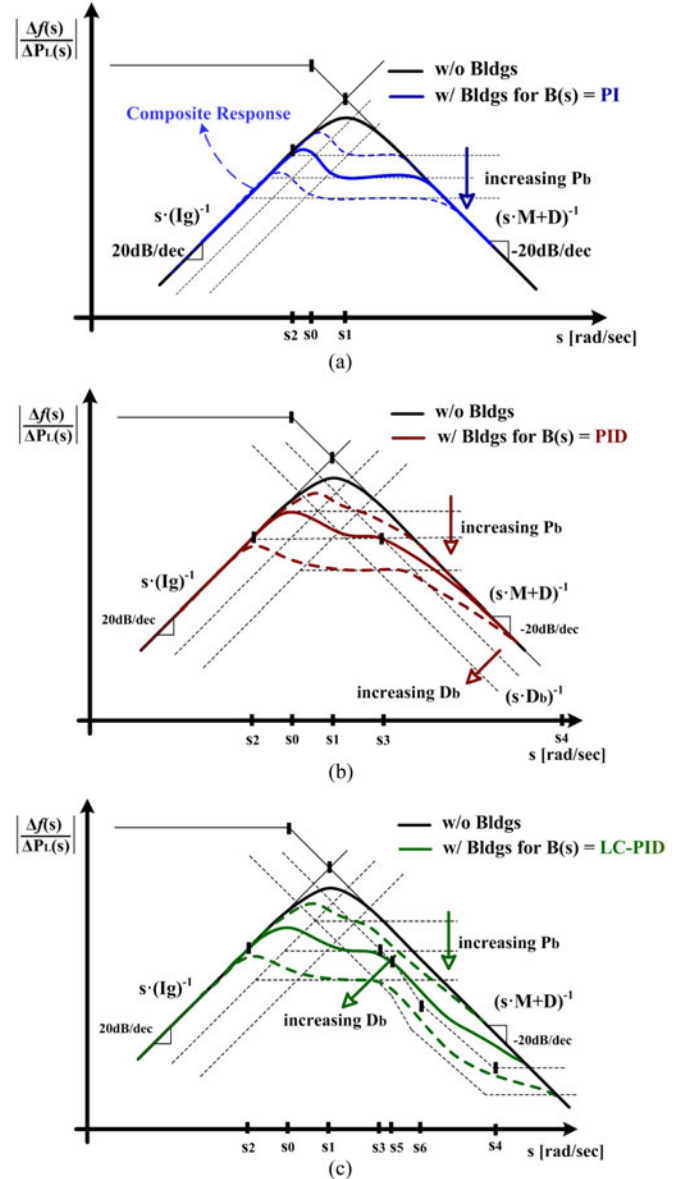 |Δf(s)/ΔPL(s)|
w/o Bldgs
w/ Bldgs for B(s) = PI
Composite Response
increasing Pb
s·(Ig)⁻¹
(s·M+D)⁻¹
20dB/dec
-20dB/dec
s2 s0 s1
s [rad/sec]
(a)
|Δf(s)/ΔPL(s)|
w/o Bldgs
w/ Bldgs for B(s) = PID
increasing Pb
s·(Ig)⁻¹
(s·M+D)⁻¹
20dB/dec
-20dB/dec
increasing Db
(s·Db)⁻¹
s2 s0 s1 s3 s4
s [rad/sec]
(b)
|Δf(s)/ΔPL(s)|
w/o Bldgs
w/ Bldgs for B(s) = LC-PID
increasing Pb
s·(Ig)⁻¹
(s·M+D)⁻¹
increasing Db
20dB/dec
-20dB/dec
s2 s0 s1 s3 s5 s6 s4
s [rad/sec]
(c)